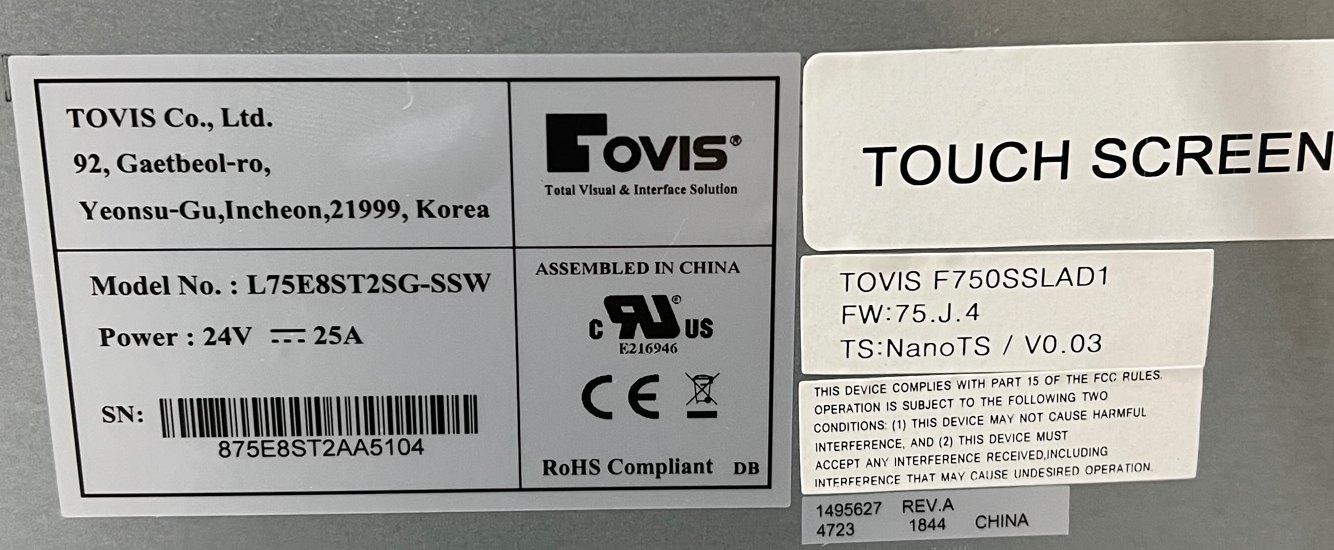 TOVIS Co., Ltd.
92, Gaetbeol-ro,
Yeonsu-Gu,Incheon,21999, Korea
TOVIS®
Total Visual & Interface Solution
Model No. : L75E8ST2SG-SSW
Power : 24V ⎓ 25A
SN:
875E8ST2AA5104
ASSEMBLED IN CHINA
C RU® US
E216946
CE
RoHS Compliant DB
TOUCH SCREEN
TOVIS F750SSLAD1
FW:75.J.4
TS:NanoTS / V0.03
THIS DEVICE COMPLIES WITH PART 15 OF THE FCC RULES.
OPERATION IS SUBJECT TO THE FOLLOWING TWO
CONDITIONS: (1) THIS DEVICE MAY NOT CAUSE HARMFUL
INTERFERENCE, AND (2) THIS DEVICE MUST
ACCEPT ANY INTERFERENCE RECEIVED,INCLUDING
INTERFERENCE THAT MAY CAUSE UNDESIRED OPERATION.
1495627 REV.A
4723 1844 CHINA